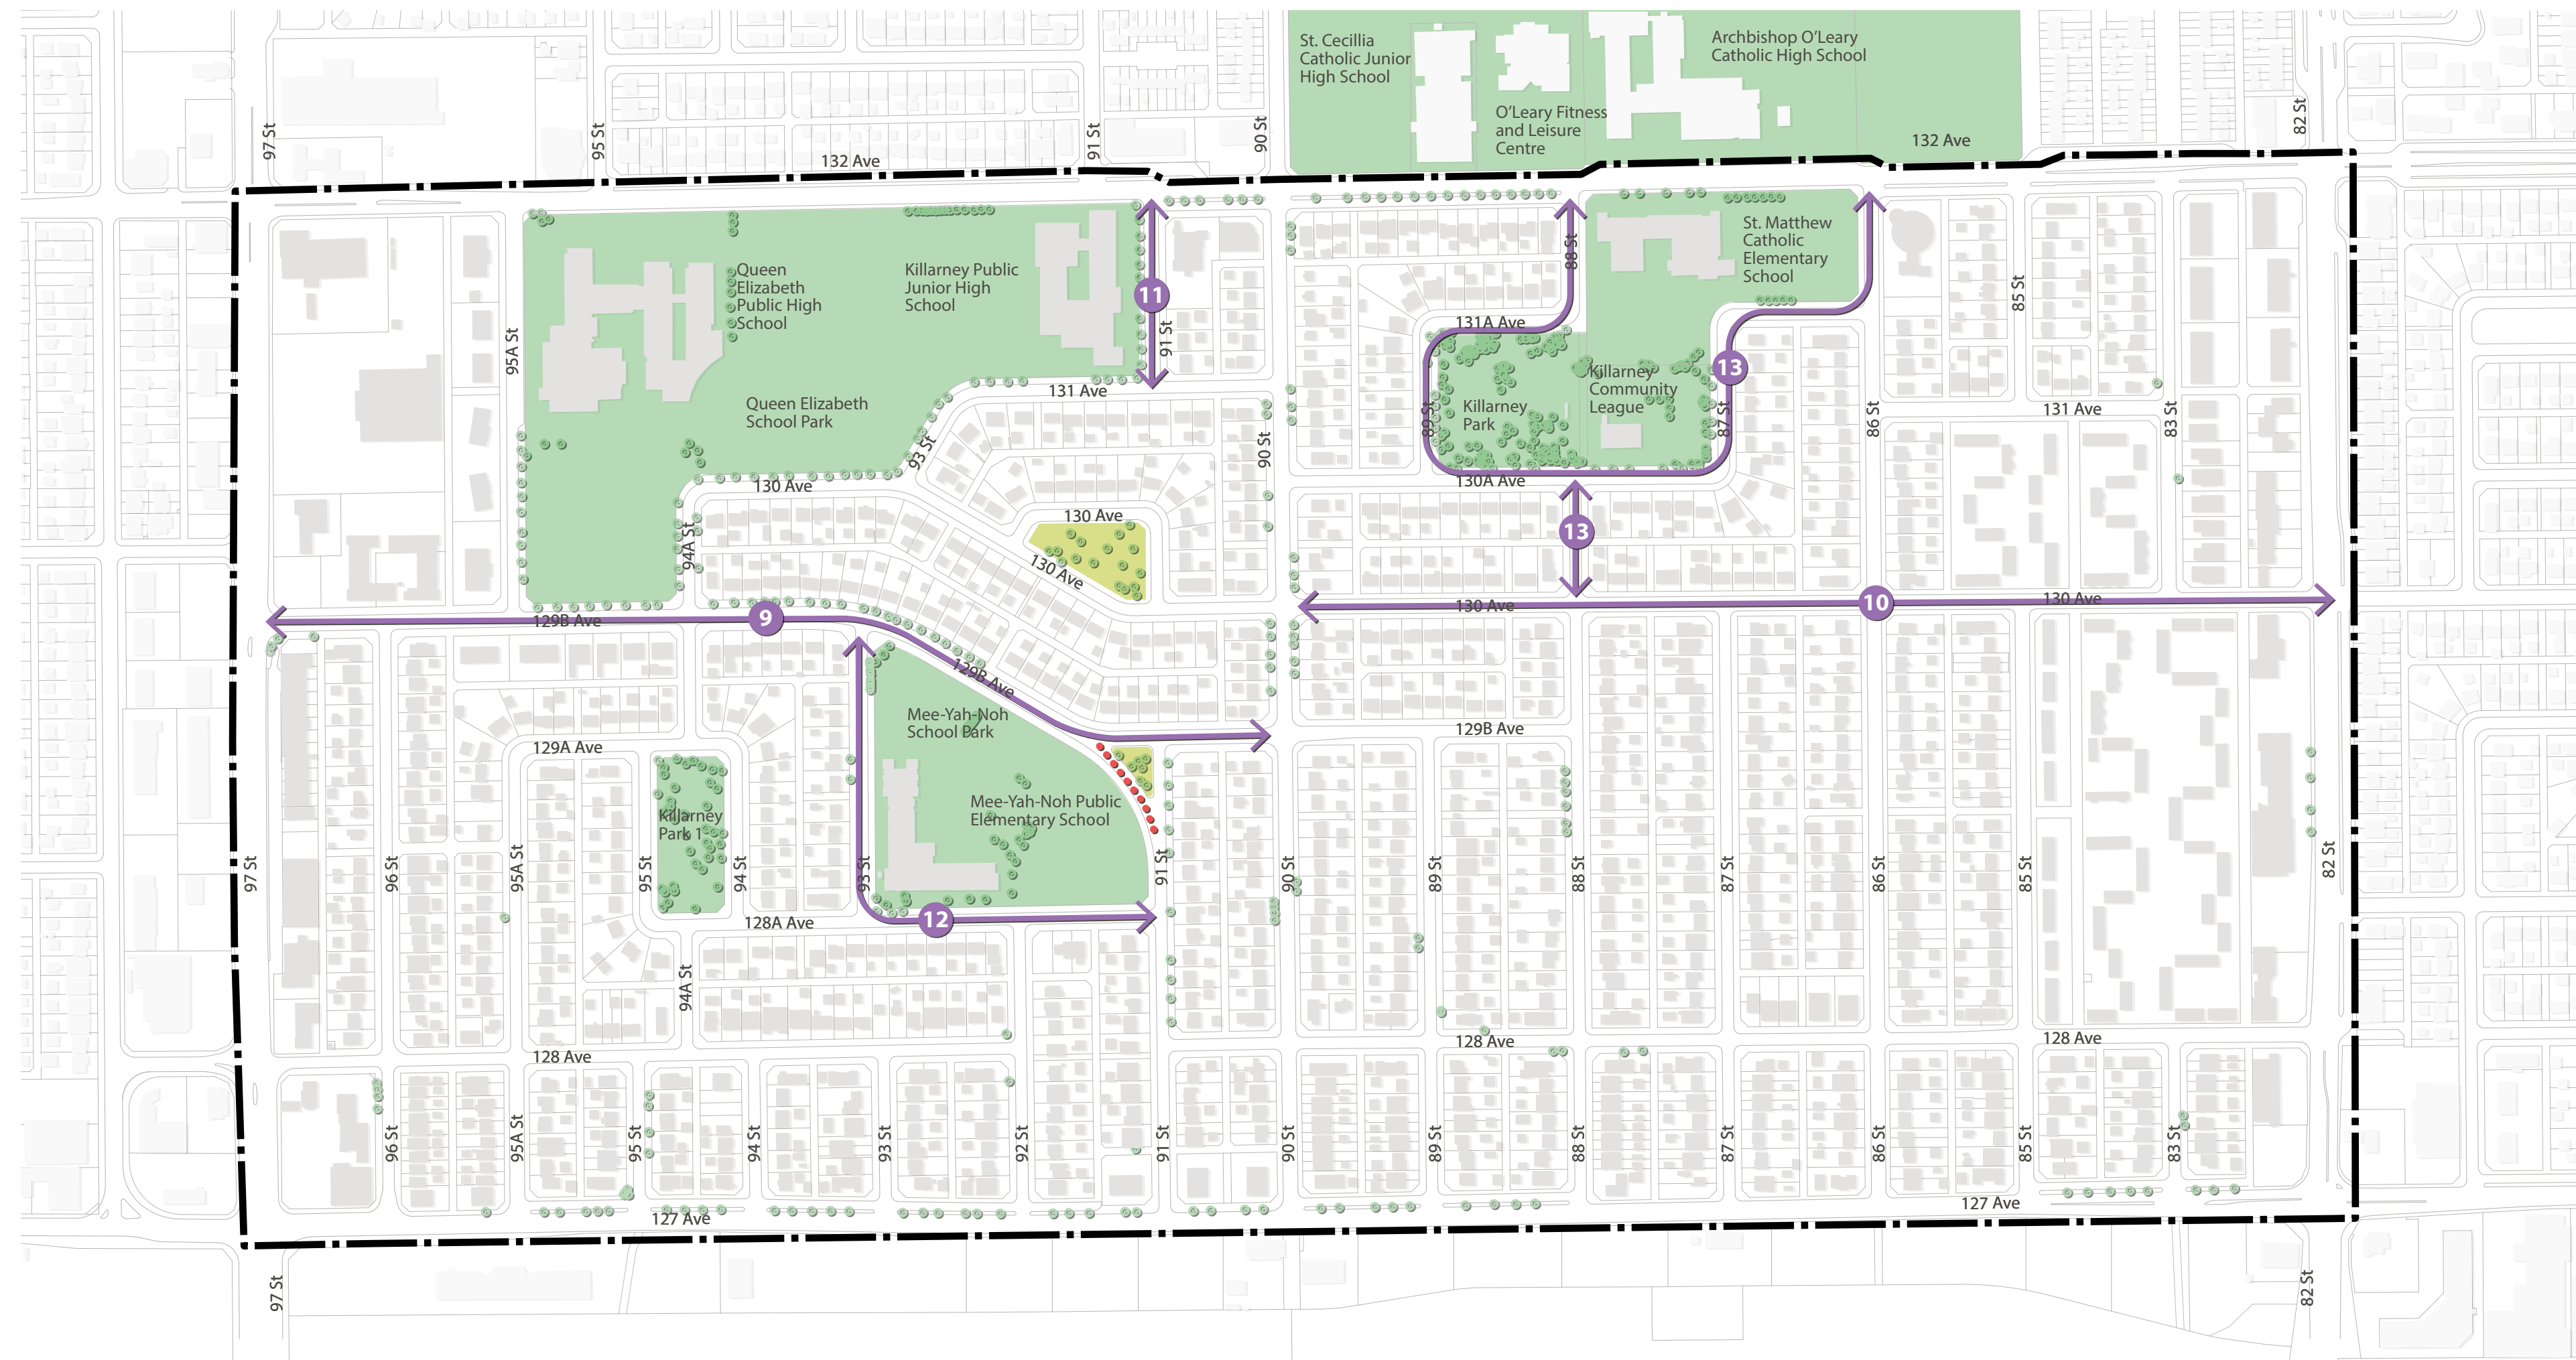 St. Cecillia
Catholic Junior
High School
O'Leary Fitness
and Leisure
Centre
Archbishop O'Leary
Catholic High School
97 St
95 St
132 Ave
91 St
90 St
132 Ave
82 St
Queen
Elizabeth
Public High
School
Killarney Public
Junior High
School
11
91 St
88 St
St. Matthew
Catholic
Elementary
School
85 St
95A St
Queen Elizabeth
School Park
131 Ave
93 St
90 St
131A Ave
13
Killarney
Community
League
Killarney
Park
89 St
87 St
86 St
131 Ave
83 St
130 Ave
94A St
130 Ave
130 Ave
130A Ave
13
9
129B Ave
130 Ave
10
130 Ave
129B Ave
Mee-Yah-Noh
School Park
129B Ave
129A Ave
Mee-Yah-Noh Public
Elementary School
Killarney
Park 1
97 St
96 St
95A St
95 St
94 St
93 St
91 St
90 St
89 St
88 St
87 St
86 St
85 St
82 St
128A Ave
12
94A St
128 Ave
128 Ave
128 Ave
96 St
95A St
95 St
94 St
93 St
92 St
91 St
90 St
89 St
88 St
87 St
86 St
85 St
83 St
127 Ave
127 Ave
97 St
82 St